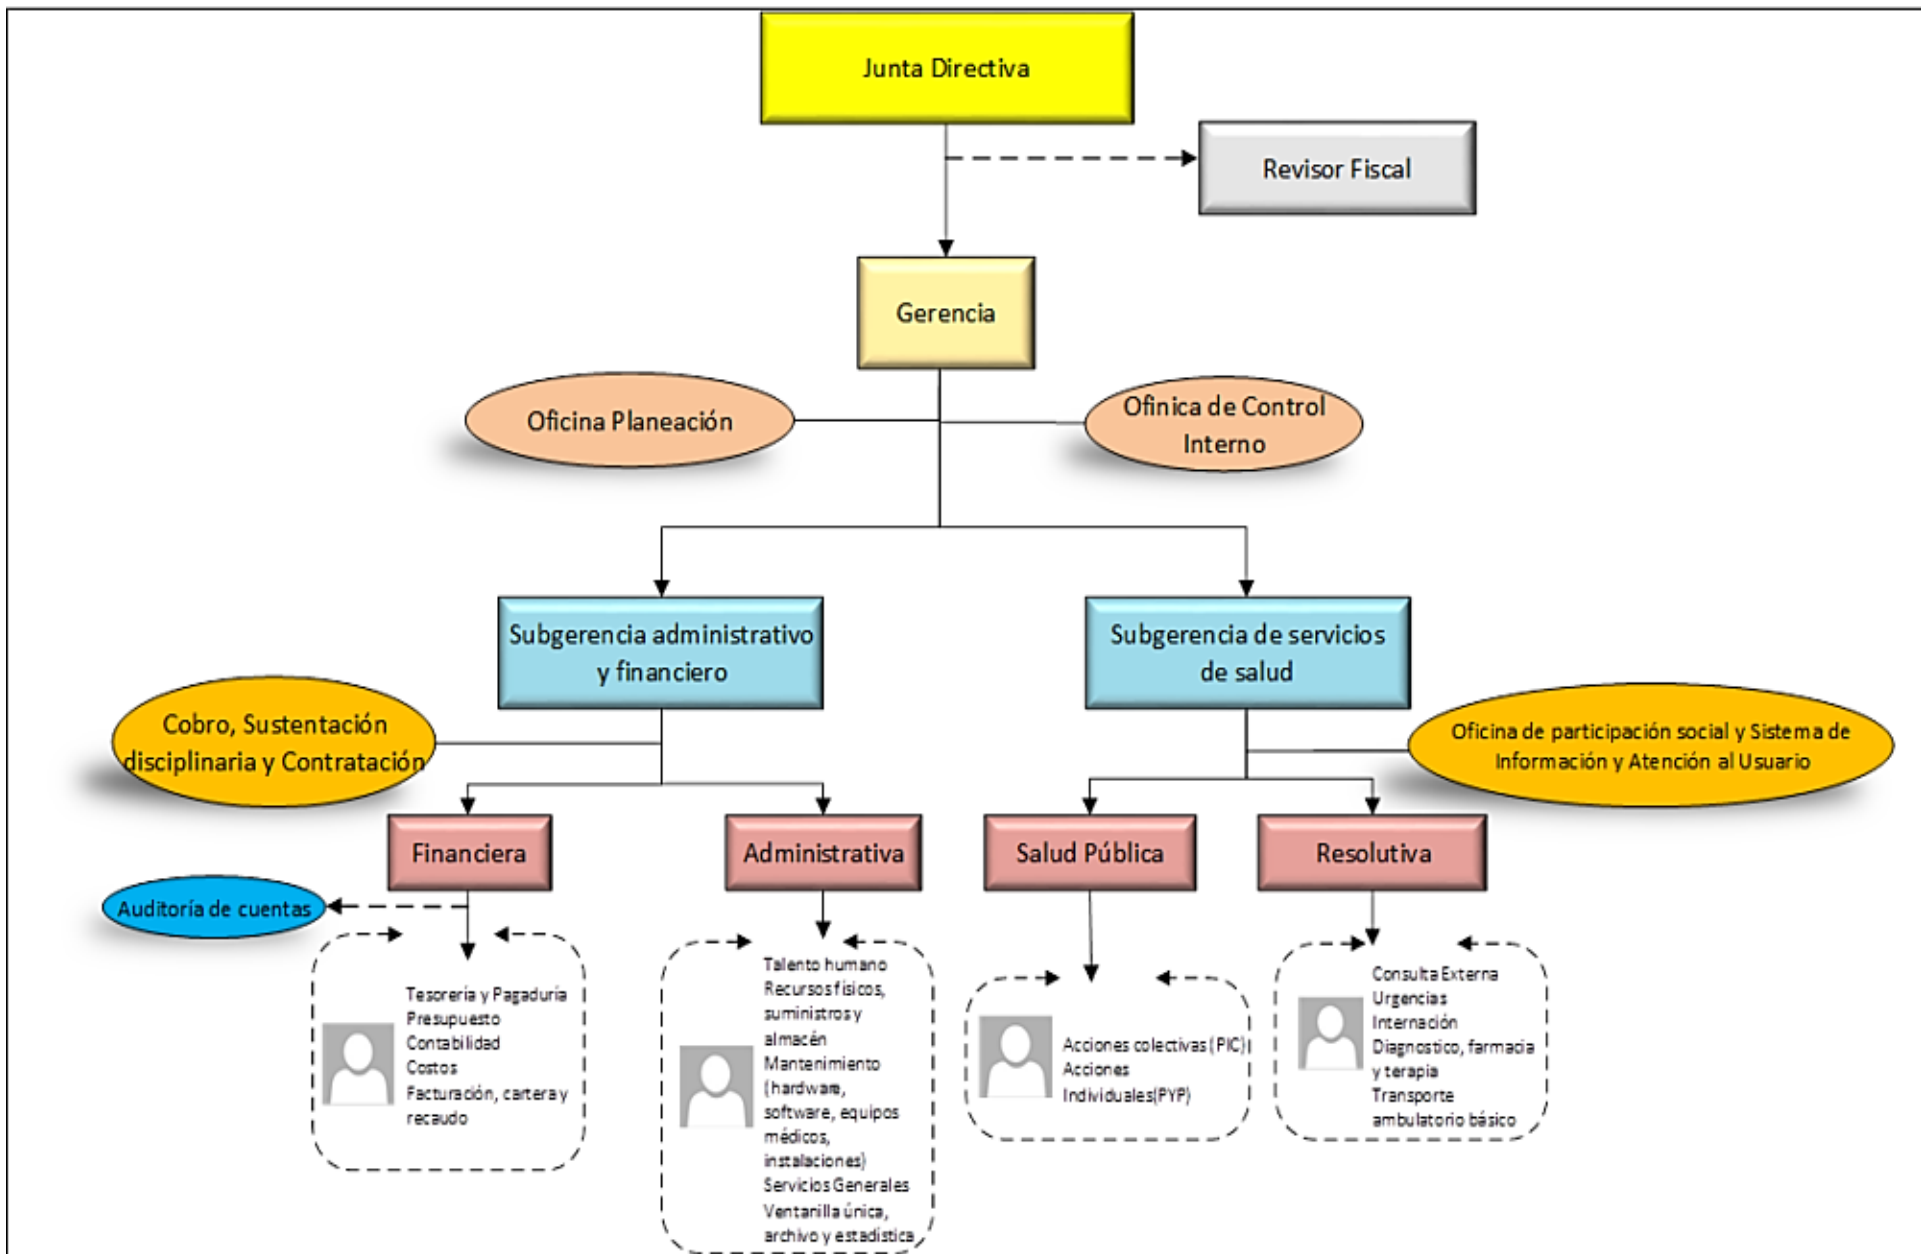 Junta Directiva
Revisor Fiscal
Gerencia
Oficina Planeación
Ofinica de Control
Interno
Subgerencia administrativo
y financiero
Subgerencia de servicios
de salud
Cobro, Sustentación
disciplinaria y Contratación
Oficina de participación social y Sistema de
Información y Atención al Usuario
Financiera
Administrativa
Salud Pública
Resolutiva
Auditoría de cuentas
Tesorería y Pagaduría
Presupuesto
Contabilidad
Costos
Facturación, cartera y
recaudo
Talento humano
Recursos físicos,
suministros y
almacén
Mantenimiento
(hardware,
software, equipos
médicos,
instalaciones)
Servicios Generales
Ventanilla única,
archivo y estadística
Acciones colectivas (PIC)
Acciones
Individuales(PYP)
Consulta Externa
Urgencias
Internación
Diagnostico, farmacia
y terapia
Transporte
ambulatorio básico